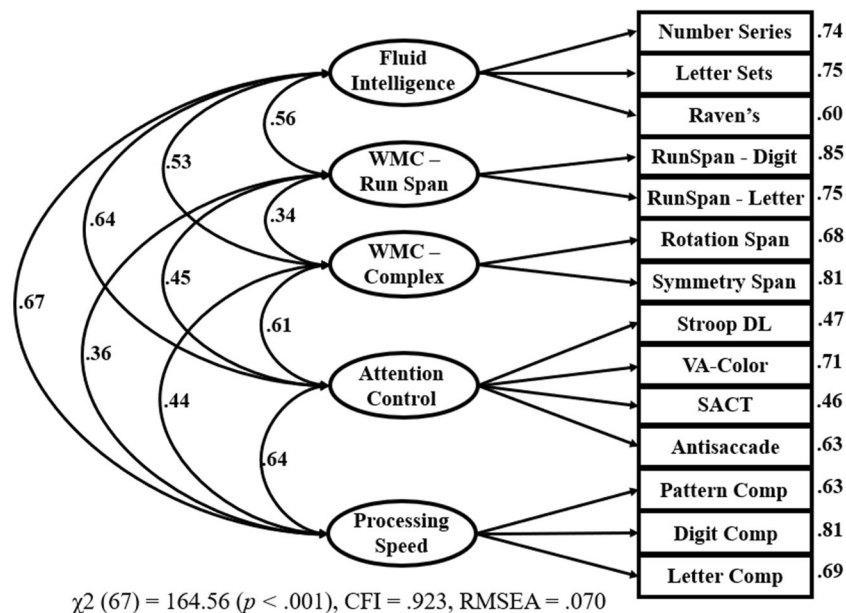 Fluid
Intelligence
WMC –
Run Span
WMC –
Complex
Attention
Control
Processing
Speed
.56
.53
.64
.34
.45
.67
.61
.36
.44
.64
Number Series .74
Letter Sets .75
Raven's .60
RunSpan - Digit .85
RunSpan - Letter .75
Rotation Span .68
Symmetry Span .81
Stroop DL .47
VA-Color .71
SACT .46
Antisaccade .63
Pattern Comp .63
Digit Comp .81
Letter Comp .69
χ2 (67) = 164.56 (p < .001), CFI = .923, RMSEA = .070